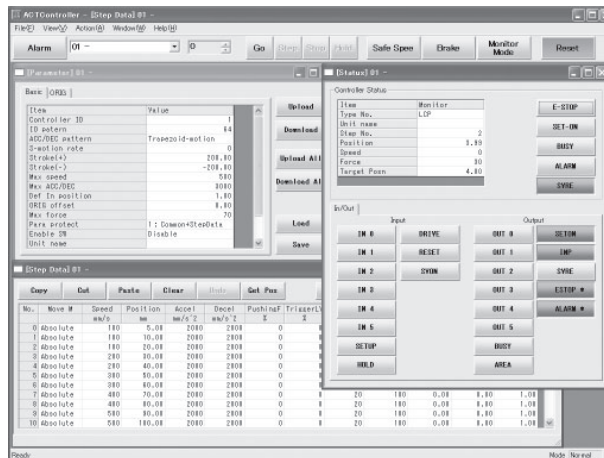 ACTController - [Step Data] 01 -
File(F) View(V) Action(A) Window(W) Help(H)
Alarm 01 - 0 Go Step Stop Hold Safe Spee Brake Monitor Mode Reset
[Parameter] 01 -
Basic ORIG
Item Value
Controller ID 1
IO patern 64
ACC/DEC pattern Trapezoid-motion
S-motion rate 0
Stroke(+) 200.00
Stroke(-) -200.00
Max speed 500
Max ACC/DEC 3000
Def In position 1.00
ORIG offset 0.00
Max force 70
Para protect 1: Common+StepData
Enable SW Disable
Unit name
Upload
Download
Upload All
Download Al
Load
Save
[Status] 01 -
Controller Status
Item Monitor
Type No. LCP
Unit name
Step No. 2
Position
Speed 0
Force
Target Posn 4.00
E-STOP
SET-ON
BUSY
ALARM
SVRE
In/Out
Input Output
IN 0 DRIVE OUT 0 SETON
IN 1 RESET OUT 1 INP
IN 2 SVON OUT 2 SVRE
IN 3 OUT 3 ESTOP *
IN 4 OUT 4 ALARM *
IN 5 OUT 5
SETUP BUSY
HOLD AREA
[Step Data] 01 -
Copy Cut Paste Clear Undo Get Pos
No. Move M Speed Position Accel Decel PushingF TriggerLV
mm/s mm mm/s^2 mm/s^2 % %
0 Absolute 100 5.00 2000 2000 0
1 Absolute 100 10.00 2000 2000 0
2 Absolute 100 20.00 2000 2000 0
3 Absolute 200 30.00 2000 2000 0
4 Absolute 200 40.00 2000 2000 0
5 Absolute 300 50.00 2000 2000 0
6 Absolute 300 60.00 2000 2000 0
7 Absolute 400 70.00 2000 2000 0 0 20 100 0.00 0.00 1.00
8 Absolute 400 80.00 2000 2000 0 0 20 100 0.00 0.00 1.00
9 Absolute 500 90.00 2000 2000 0 0 20 100 0.00 0.00 1.00
10 Absolute 500 100.00 2000 2000 0 0 20 100 0.00 0.00 1.00
Ready Mode Normal